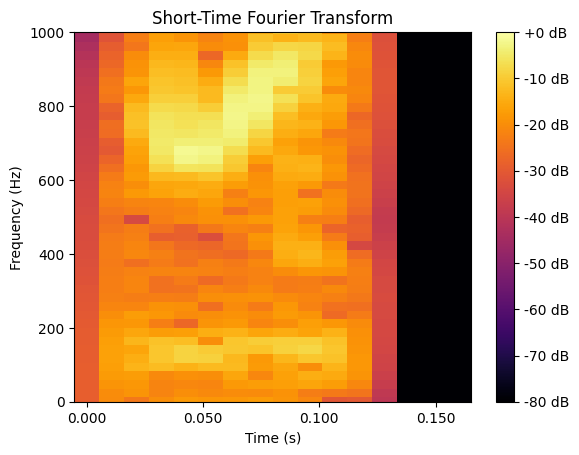 Short-Time Fourier Transform
1000
800
600
400
200
0
Frequency (Hz)
0.000
0.050
0.100
0.150
Time (s)
+0 dB
-10 dB
-20 dB
-30 dB
-40 dB
-50 dB
-60 dB
-70 dB
-80 dB